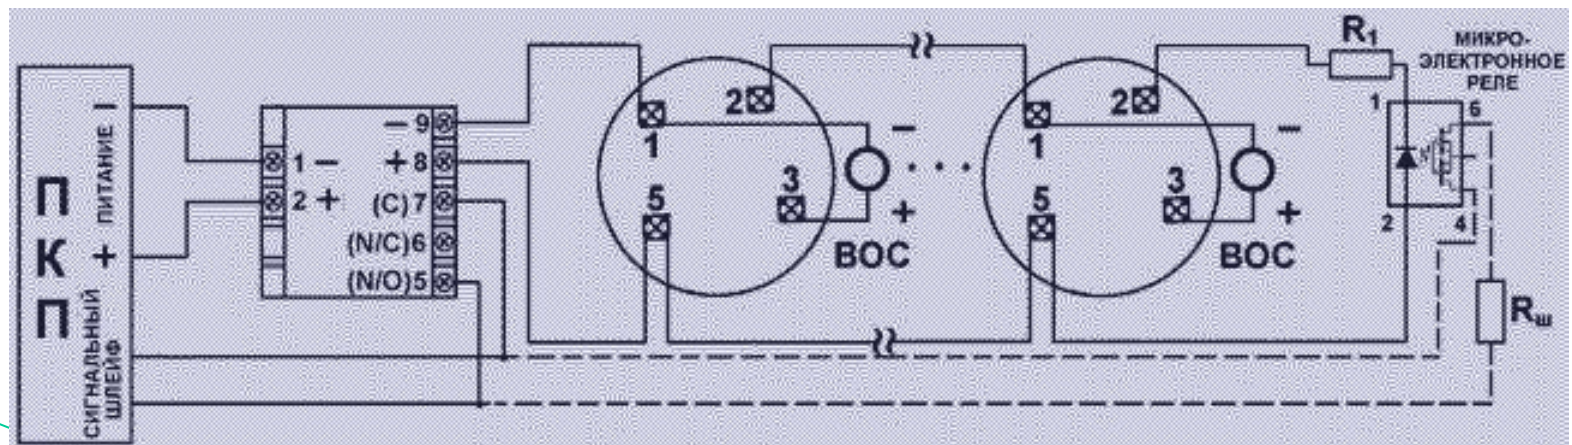 ПКП
ПИТАНИЕ
−
+
СИГНАЛЬНЫЙ
ШЛЕЙФ
1 −
2 +
− 9
+ 8
(C) 7
(N/C) 6
(N/O) 5
1
2
3
5
−
+
ВОС
1
2
3
5
−
+
ВОС
R1
МИКРО-
ЭЛЕКТРОННОЕ
РЕЛЕ
1
6
2
4
Rш